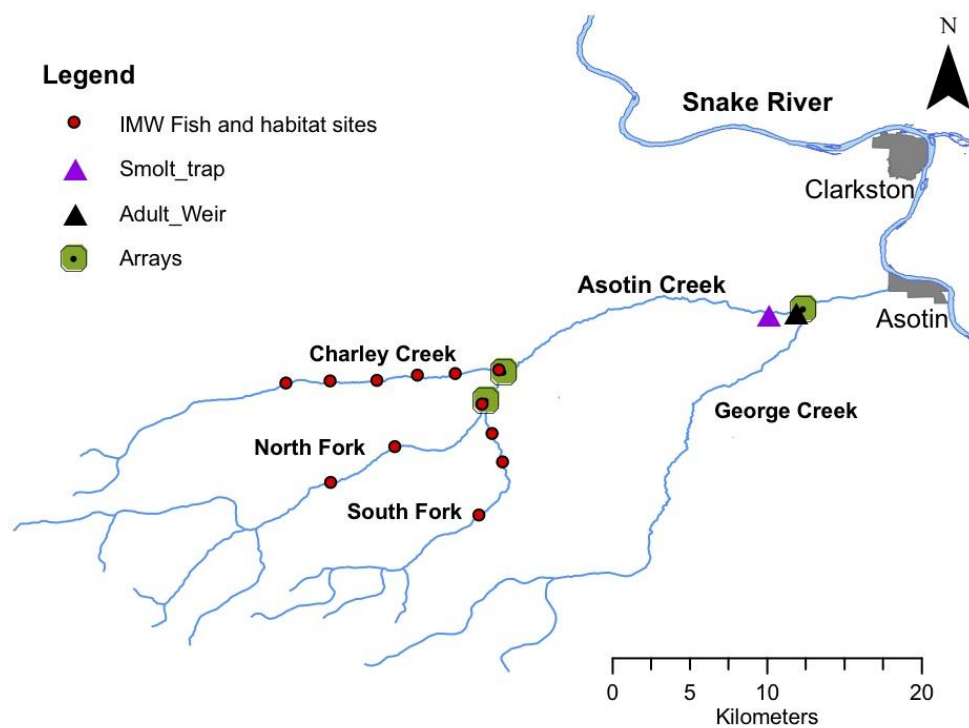 N
Legend
IMW Fish and habitat sites
Smolt_trap
Adult_Weir
Arrays
Snake River
Clarkston
Asotin Creek
Asotin
Charley Creek
George Creek
North Fork
South Fork
0 5 10 20
Kilometers